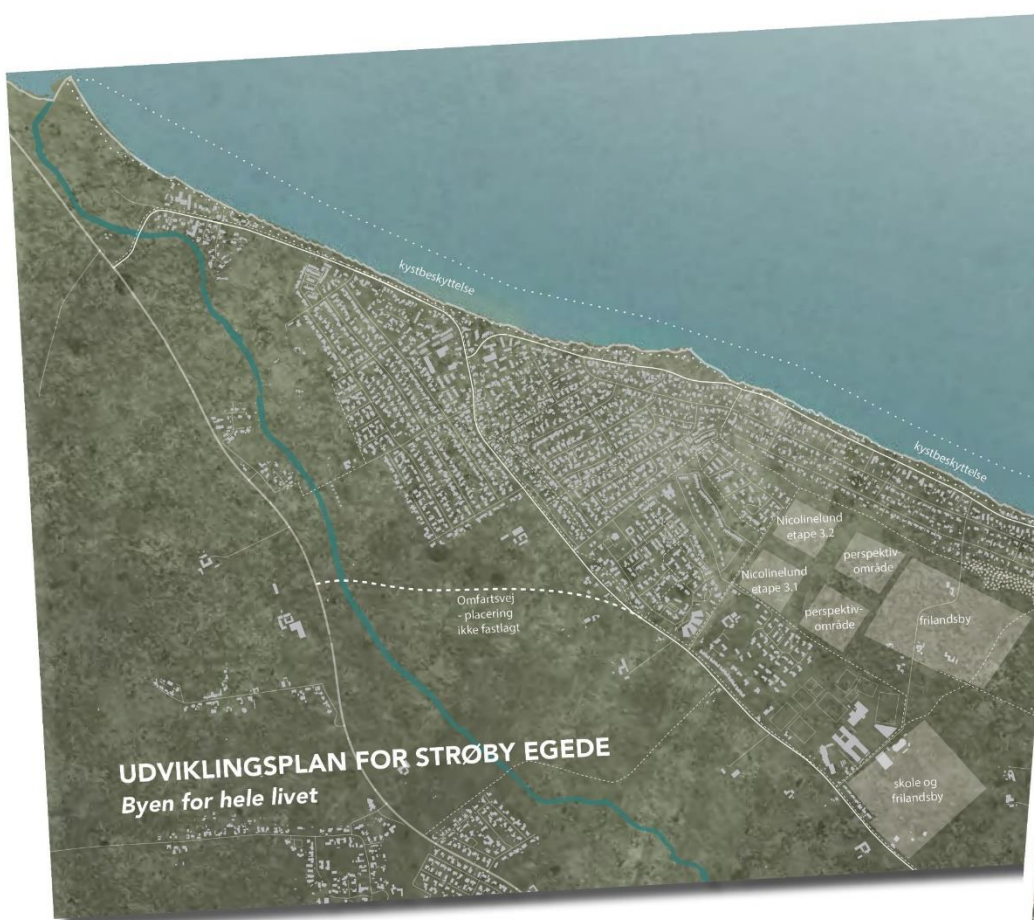 kystbeskyttelse
kystbeskyttelse
Nicolinelund
etape 3.2
perspektiv
område
Nicolinelund
etape 3.1
perspektiv-
område
frilandsby
Omfartsvej
- placering
ikke fastlagt
skole og
frilandsby
UDVIKLINGSPLAN FOR STRØBY EGEDE
Byen for hele livet